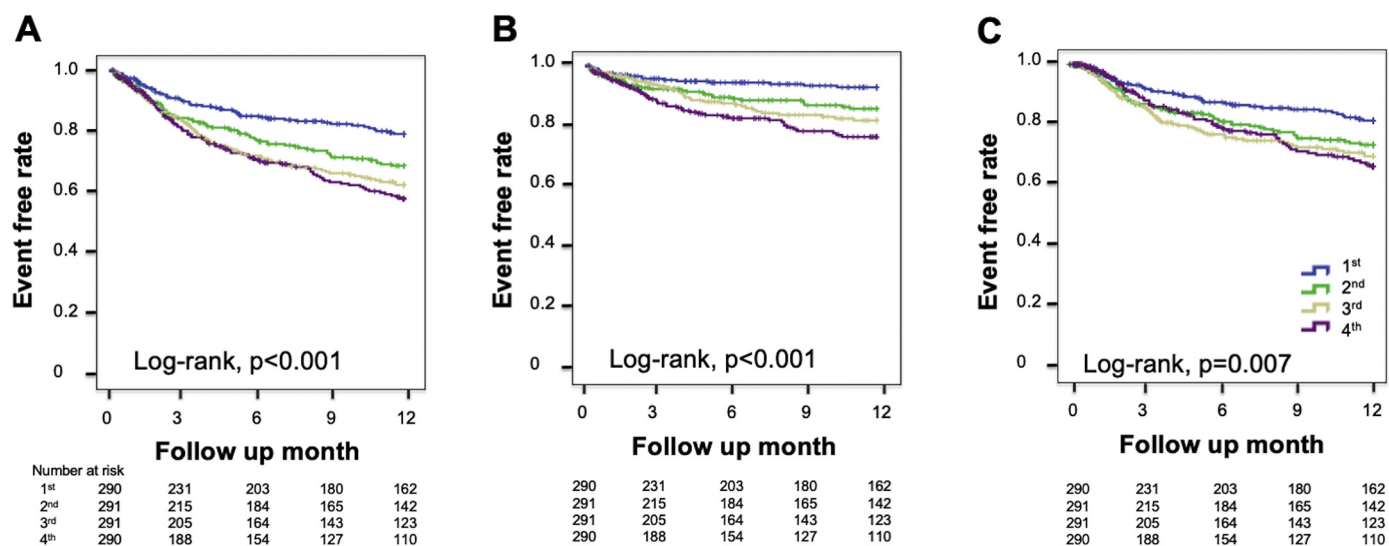 A
Event free rate
1.0
0.8
0.6
0.4
0.2
0
Log-rank, p<0.001
0 3 6 9 12
Follow up month
Number at risk
1st 290 231 203 180 162
2nd 291 215 184 165 142
3rd 291 205 164 143 123
4th 290 188 154 127 110
B
Event free rate
1.0
0.8
0.6
0.4
0.2
0
Log-rank, p<0.001
0 3 6 9 12
Follow up month
290 231 203 180 162
291 215 184 165 142
291 205 164 143 123
290 188 154 127 110
C
Event free rate
1.0
0.8
0.6
0.4
0.2
0
1st
2nd
3rd
4th
Log-rank, p=0.007
0 3 6 9 12
Follow up month
290 231 203 180 162
291 215 184 165 142
291 205 164 143 123
290 188 154 127 110